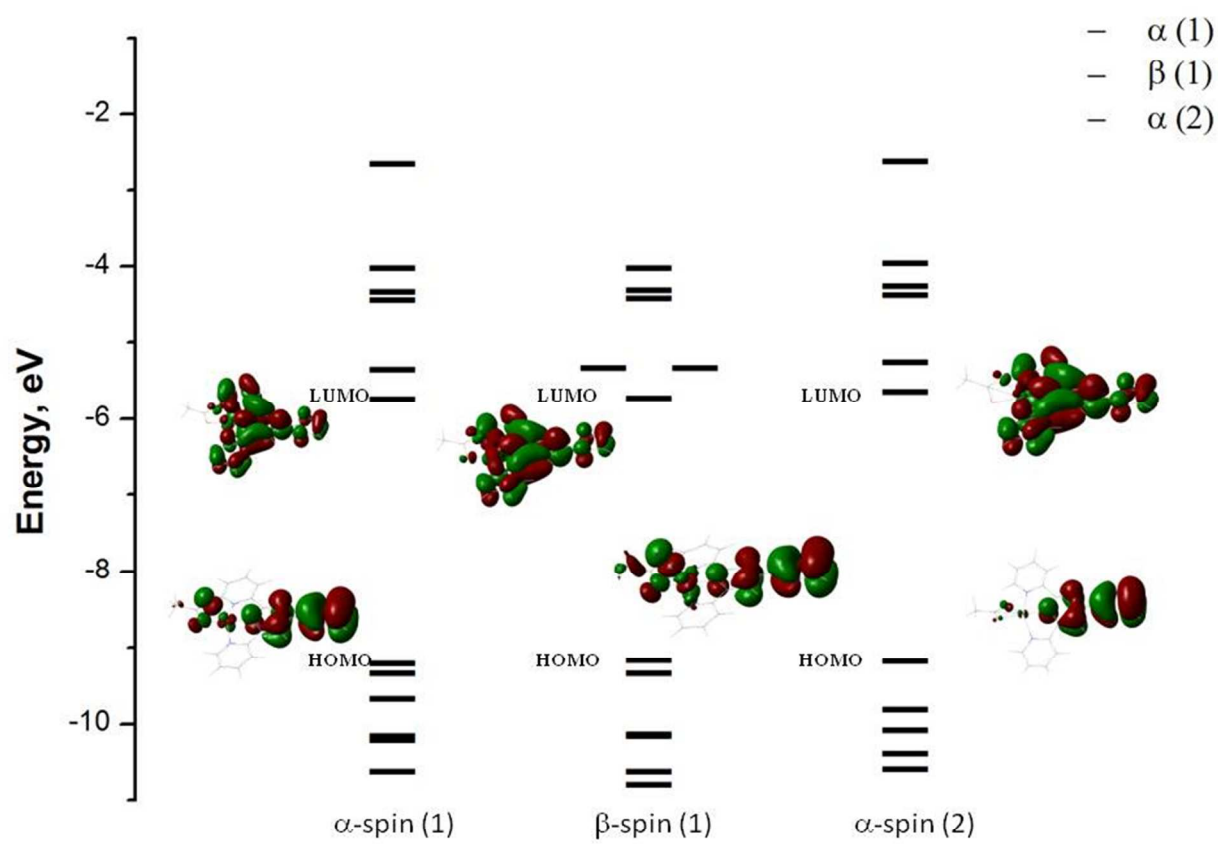 – α (1)
– β (1)
– α (2)
Energy, eV
-2
-4
-6
-8
-10
LUMO
LUMO
LUMO
HOMO
HOMO
HOMO
α-spin (1)
β-spin (1)
α-spin (2)